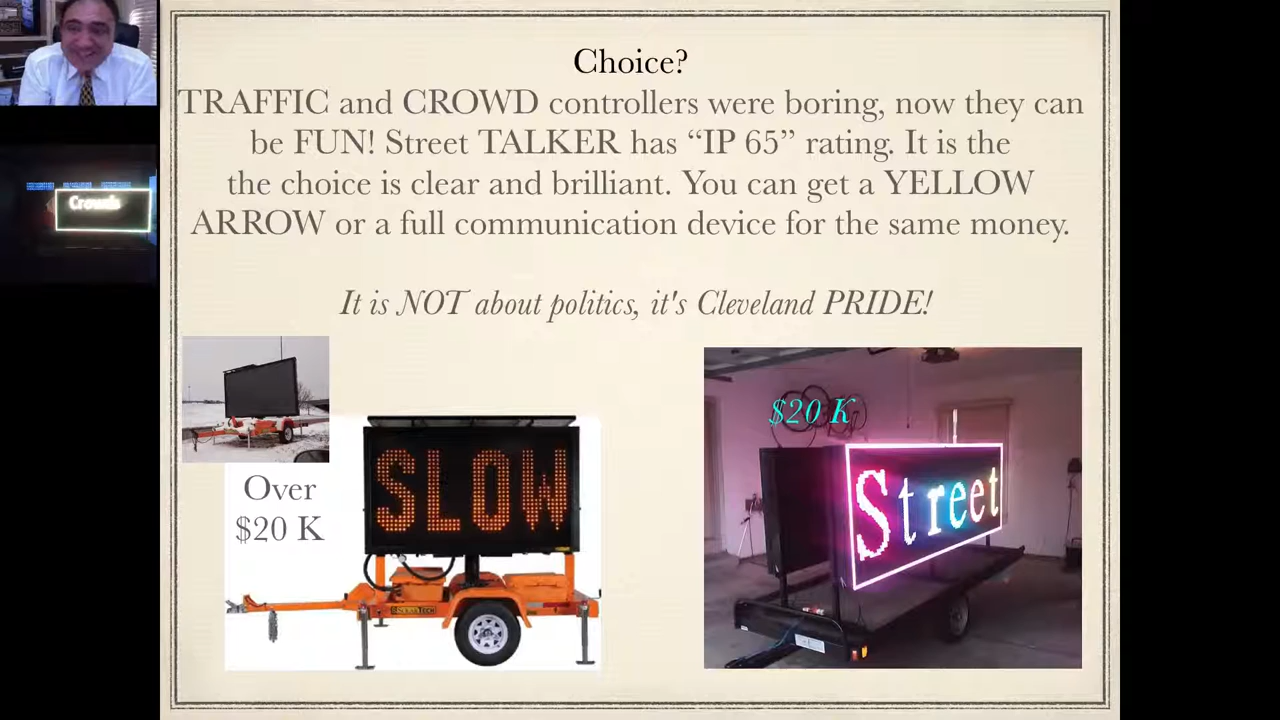 Choice?
TRAFFIC and CROWD controllers were boring, now they can
be FUN! Street TALKER has “IP 65” rating. It is the
the choice is clear and brilliant. You can get a YELLOW
ARROW or a full communication device for the same money.
It is NOT about politics, it's Cleveland PRIDE!
Crowds
Over
$20 K
SLOW
$20 K
Street